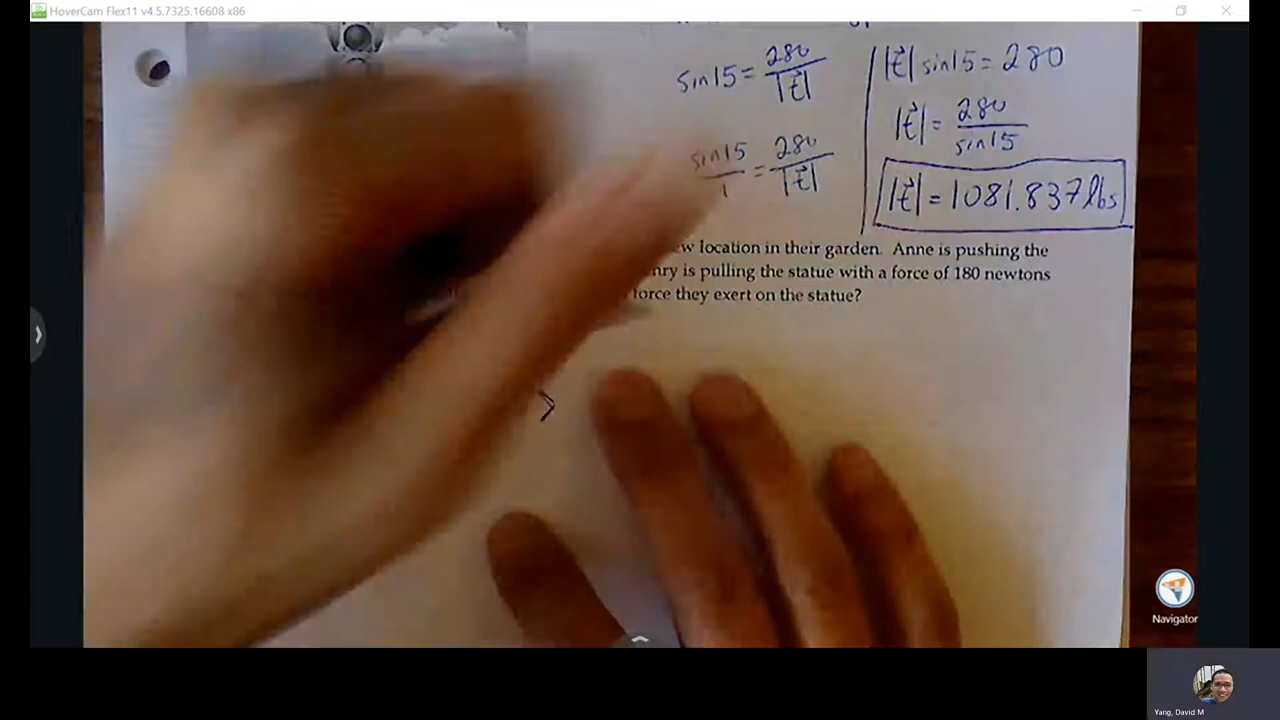 HoverCam Flex11 v4.5.7325.16608 x86
sin15 = 280/|t⃗|
sin15/1 = 280/|t⃗|
|t⃗| sin15 = 280
|t⃗| = 280/sin15
|t⃗| = 1081.837 lbs
location in their garden. Anne is pushing the
is pulling the statue with a force of 180 newtons
force they exert on the statue?
>
Navigator
Yang, David M